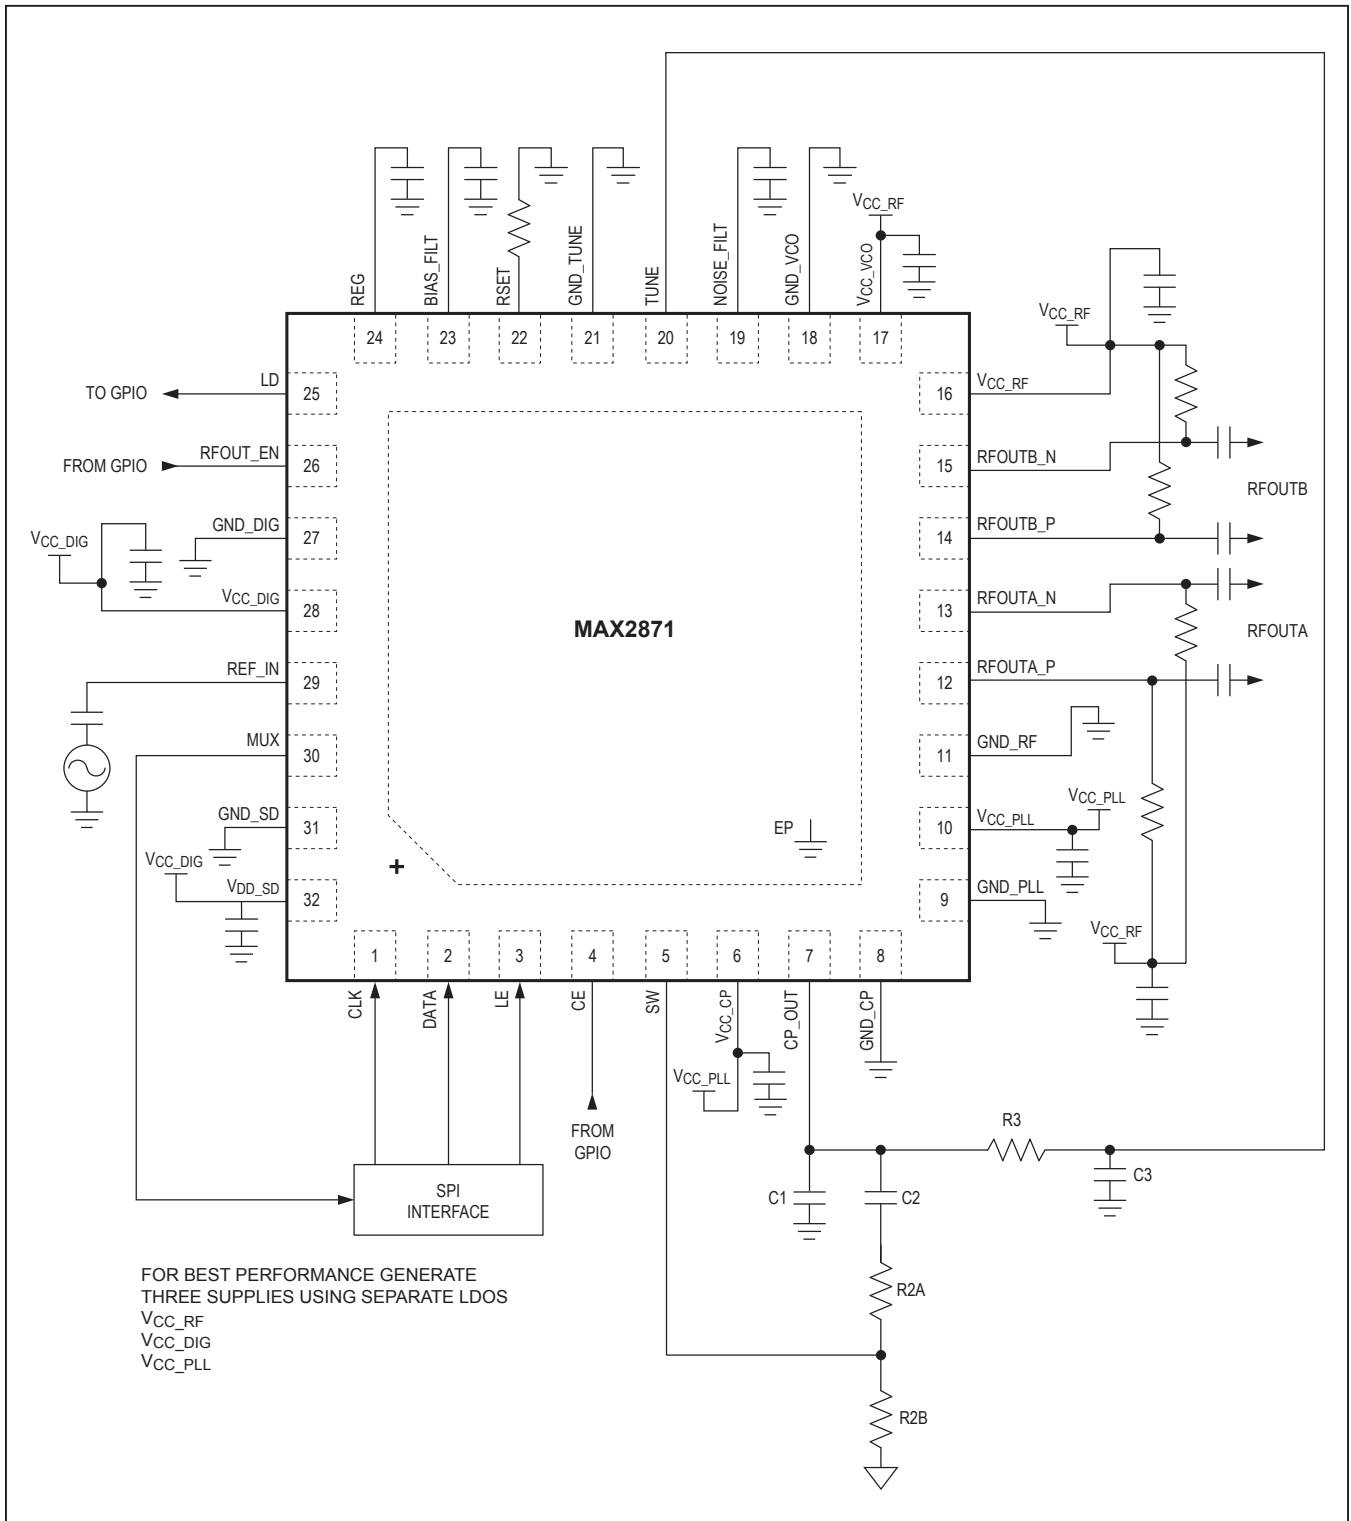 REG
BIAS_FILT
RSET
GND_TUNE
TUNE
NOISE_FILT
GND_VCO
VCC_VCO
VCC_RF
24
23
22
21
20
19
18
17
TO GPIO
LD
25
FROM GPIO
RFOUT_EN
26
GND_DIG
27
VCC_DIG
VCC_DIG
28
REF_IN
29
MUX
30
GND_SD
31
VCC_DIG
VDD_SD
32
MAX2871
EP
+
VCC_RF
16
VCC_RF
15
RFOUTB_N
RFOUTB
14
RFOUTB_P
13
RFOUTA_N
RFOUTA
12
RFOUTA_P
11
GND_RF
VCC_PLL
10
VCC_PLL
9
GND_PLL
VCC_RF
1
2
3
4
5
6
7
8
CLK
DATA
LE
CE
SW
VCC_CP
CP_OUT
GND_CP
VCC_PLL
FROM
GPIO
SPI
INTERFACE
R3
C1
C2
C3
R2A
R2B
FOR BEST PERFORMANCE GENERATE
THREE SUPPLIES USING SEPARATE LDOS
VCC_RF
VCC_DIG
VCC_PLL